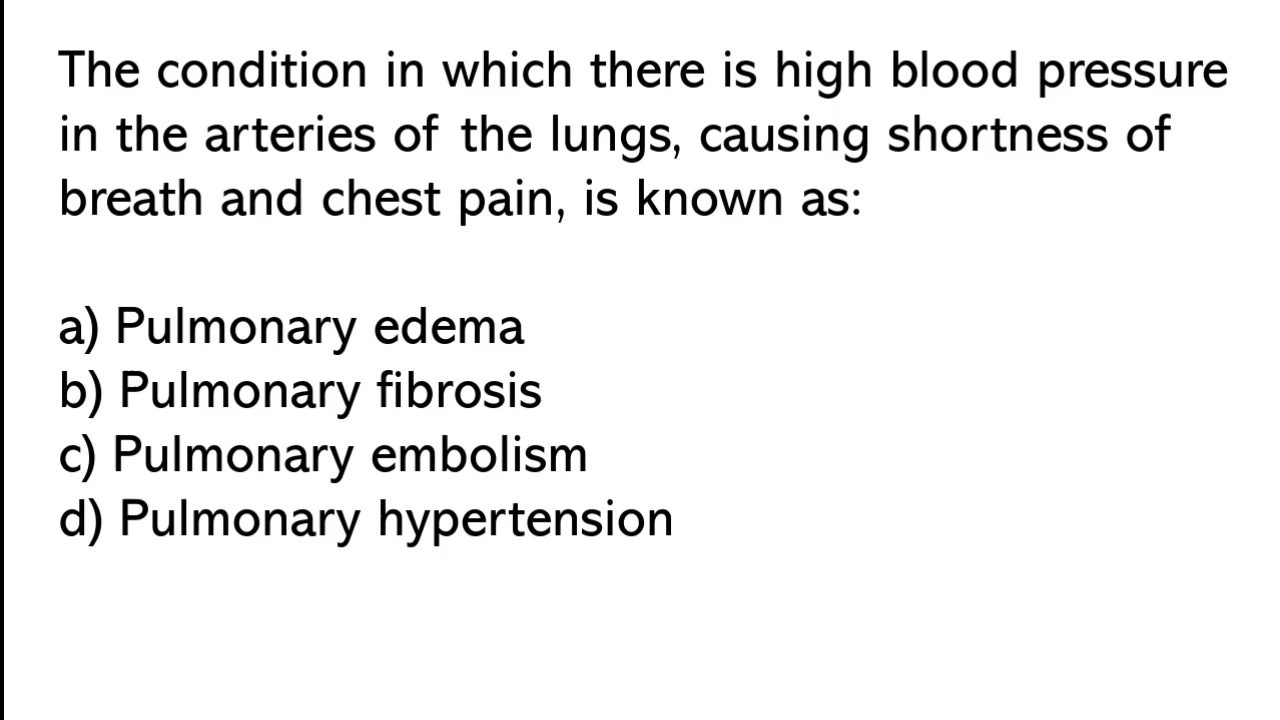 The condition in which there is high blood pressure
in the arteries of the lungs, causing shortness of
breath and chest pain, is known as:
a) Pulmonary edema
b) Pulmonary fibrosis
c) Pulmonary embolism
d) Pulmonary hypertension